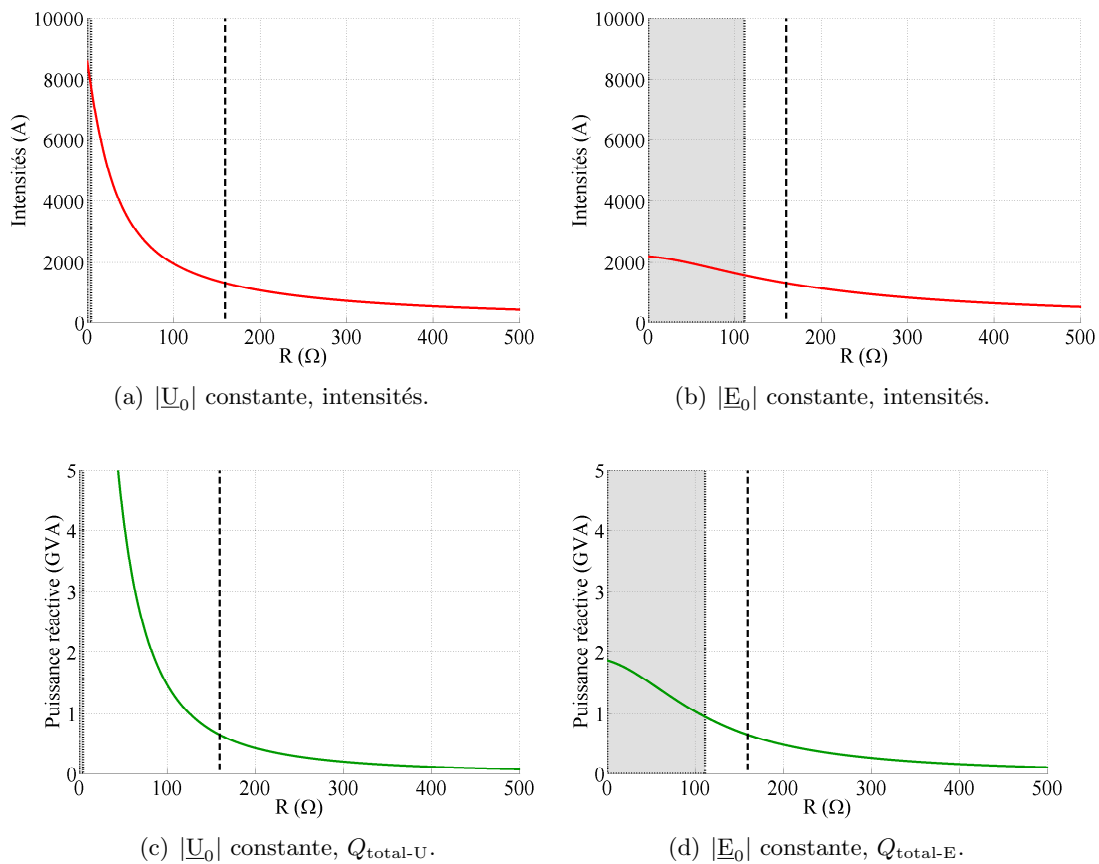 10000
8000
6000
4000
2000
0
Intensités (A)
0 100 200 300 400 500
R (Ω)
(a) |U̲₀| constante, intensités.
10000
8000
6000
4000
2000
0
Intensités (A)
0 100 200 300 400 500
R (Ω)
(b) |E̲₀| constante, intensités.
5
4
3
2
1
0
Puissance réactive (GVA)
0 100 200 300 400 500
R (Ω)
(c) |U̲₀| constante, Q_total-U.
5
4
3
2
1
0
Puissance réactive (GVA)
0 100 200 300 400 500
R (Ω)
(d) |E̲₀| constante, Q_total-E.